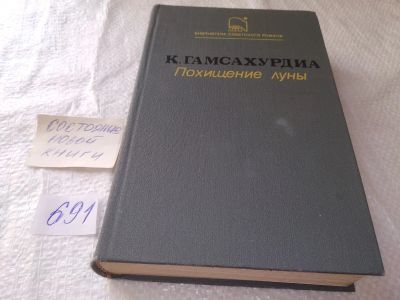 БИБЛИОТЕКА СОВЕТСКОГО РОМАНА
К. ГАМСАХУРДИА
Похищение луны
СОСТОЯНИЕ
НОВОЙ
КНИГИ
691